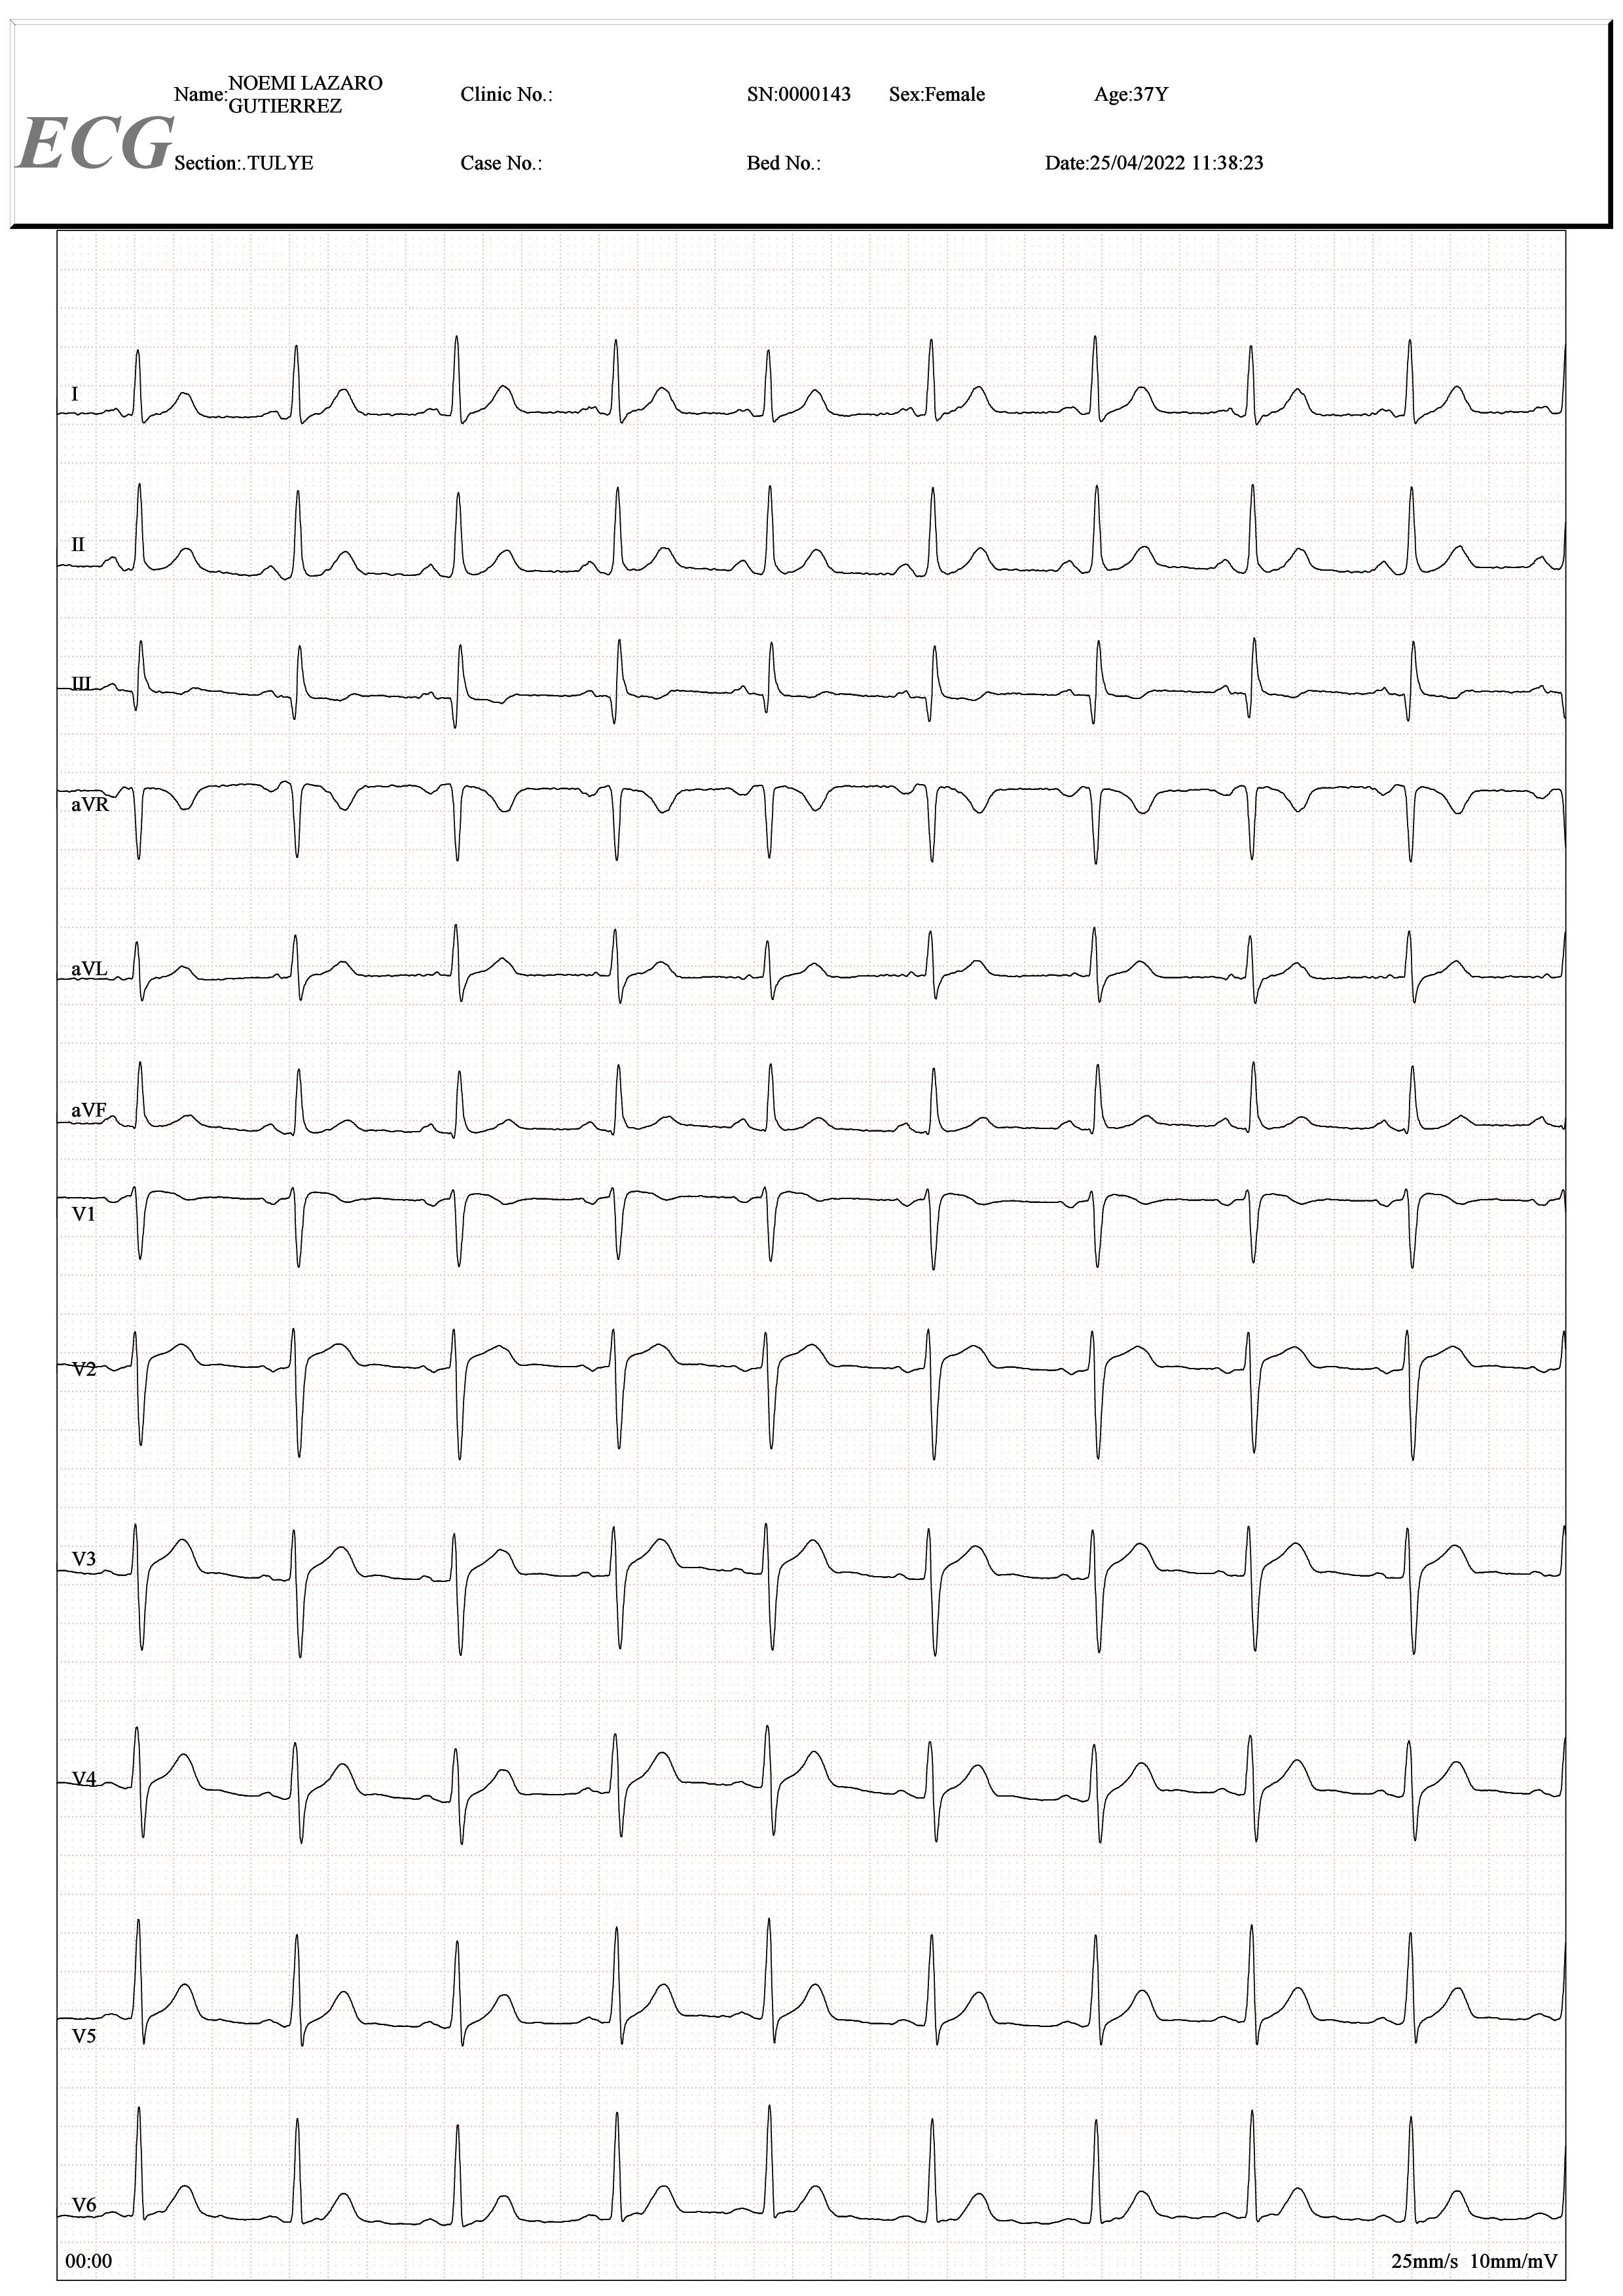 ECG
Name:NOEMI LAZARO GUTIERREZ Clinic No.: SN:0000143 Sex:Female Age:37Y
Section:.TULYE Case No.: Bed No.: Date:25/04/2022 11:38:23
I
II
III
aVR
aVL
aVF
V1
V2
V3
V4
V5
V6
00:00 25mm/s 10mm/mV